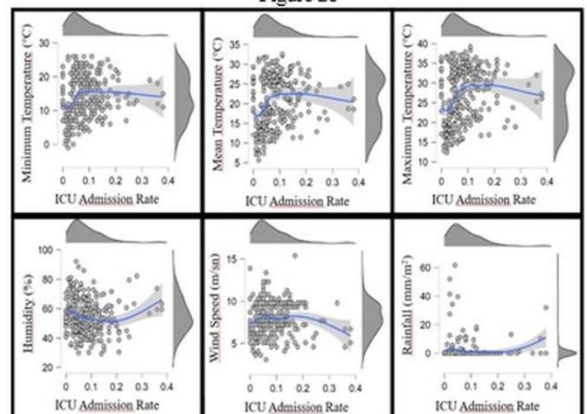 Minimum Temperature (°C)
30
20
10
0
0 0.1 0.2 0.3 0.4
ICU Admission Rate
Mean Temperature (°C)
35
30
25
20
15
10
5
0 0.1 0.2 0.3 0.4
ICU Admission Rate
Maximum Temperature (°C)
40
35
30
25
20
15
10
0 0.1 0.2 0.3 0.4
ICU Admission Rate
Humidity (%)
100
80
60
40
20
0 0.1 0.2 0.3 0.4
ICU Admission Rate
Wind Speed (m/sn)
15
10
5
0 0.1 0.2 0.3 0.4
ICU Admission Rate
Rainfall (mm/m²)
60
40
20
0
0 0.1 0.2 0.3 0.4
ICU Admission Rate